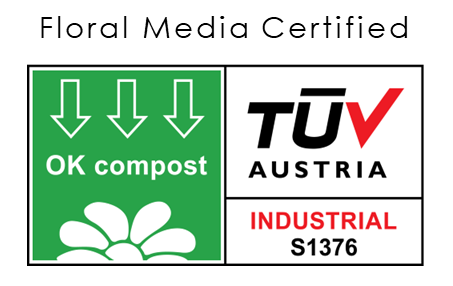 Floral Media Certified
OK compost
TÜV
AUSTRIA
INDUSTRIAL
S1376